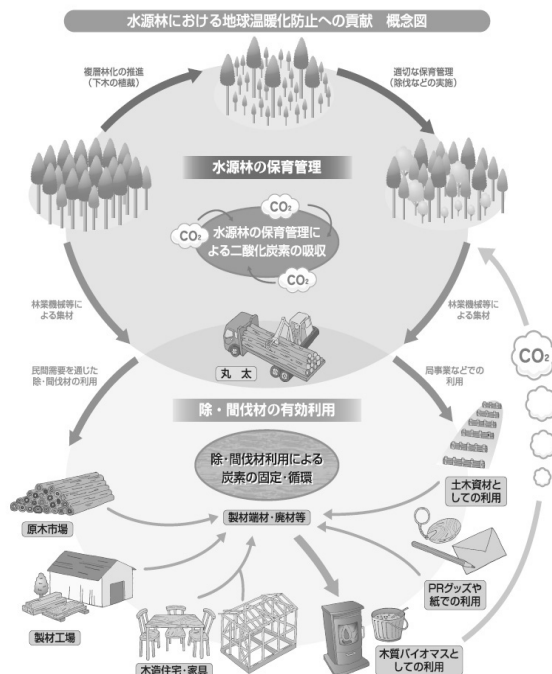 水源林における地球温暖化防止への貢献　概念図
複層林化の推進
（下木の植栽）
適切な保育管理
（除伐などの実施）
水源林の保育管理
CO₂
CO₂
水源林の保育管理に
よる二酸化炭素の吸収
CO₂
林業機械等に
よる集材
林業機械等に
よる集材
丸　太
民間需要を通じた
除・間伐材の利用
局事業などでの
利用
CO₂
除・間伐材の有効利用
除・間伐材利用による
炭素の固定・循環
土木資材と
しての利用
製材端材・廃材等
原木市場
PRグッズや
紙での利用
製材工場
木造住宅・家具
木質バイオマスと
しての利用